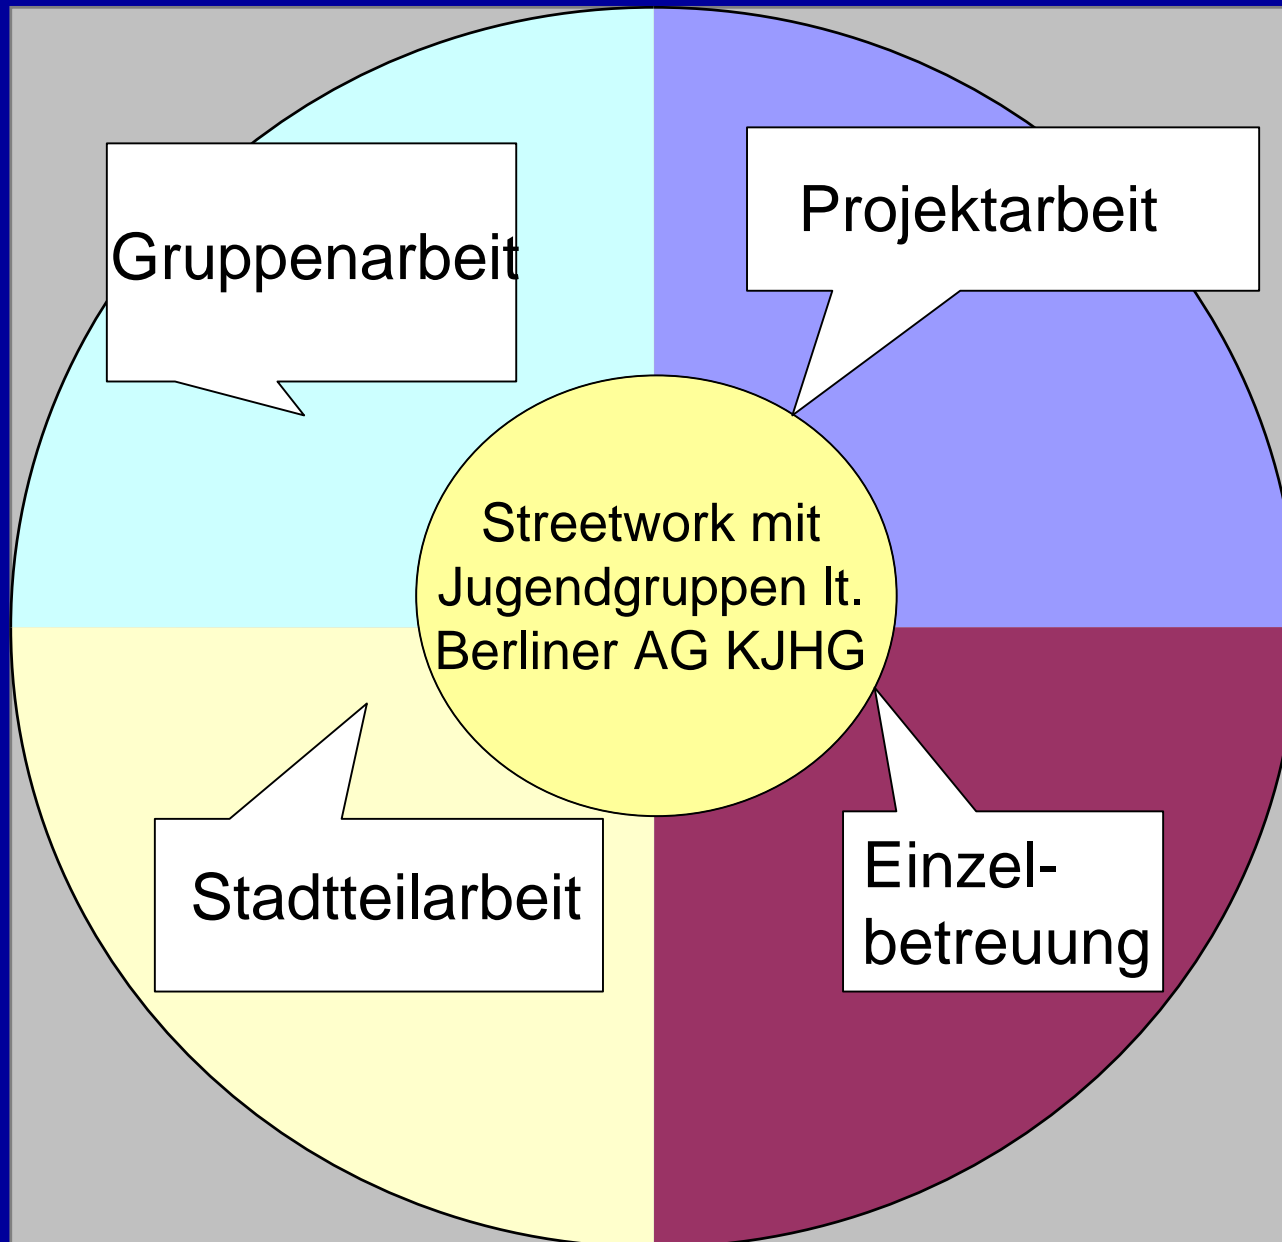 Gruppenarbeit
Projektarbeit
Streetwork mit
Jugendgruppen lt.
Berliner AG KJHG
Stadtteilarbeit
Einzel-
betreuung